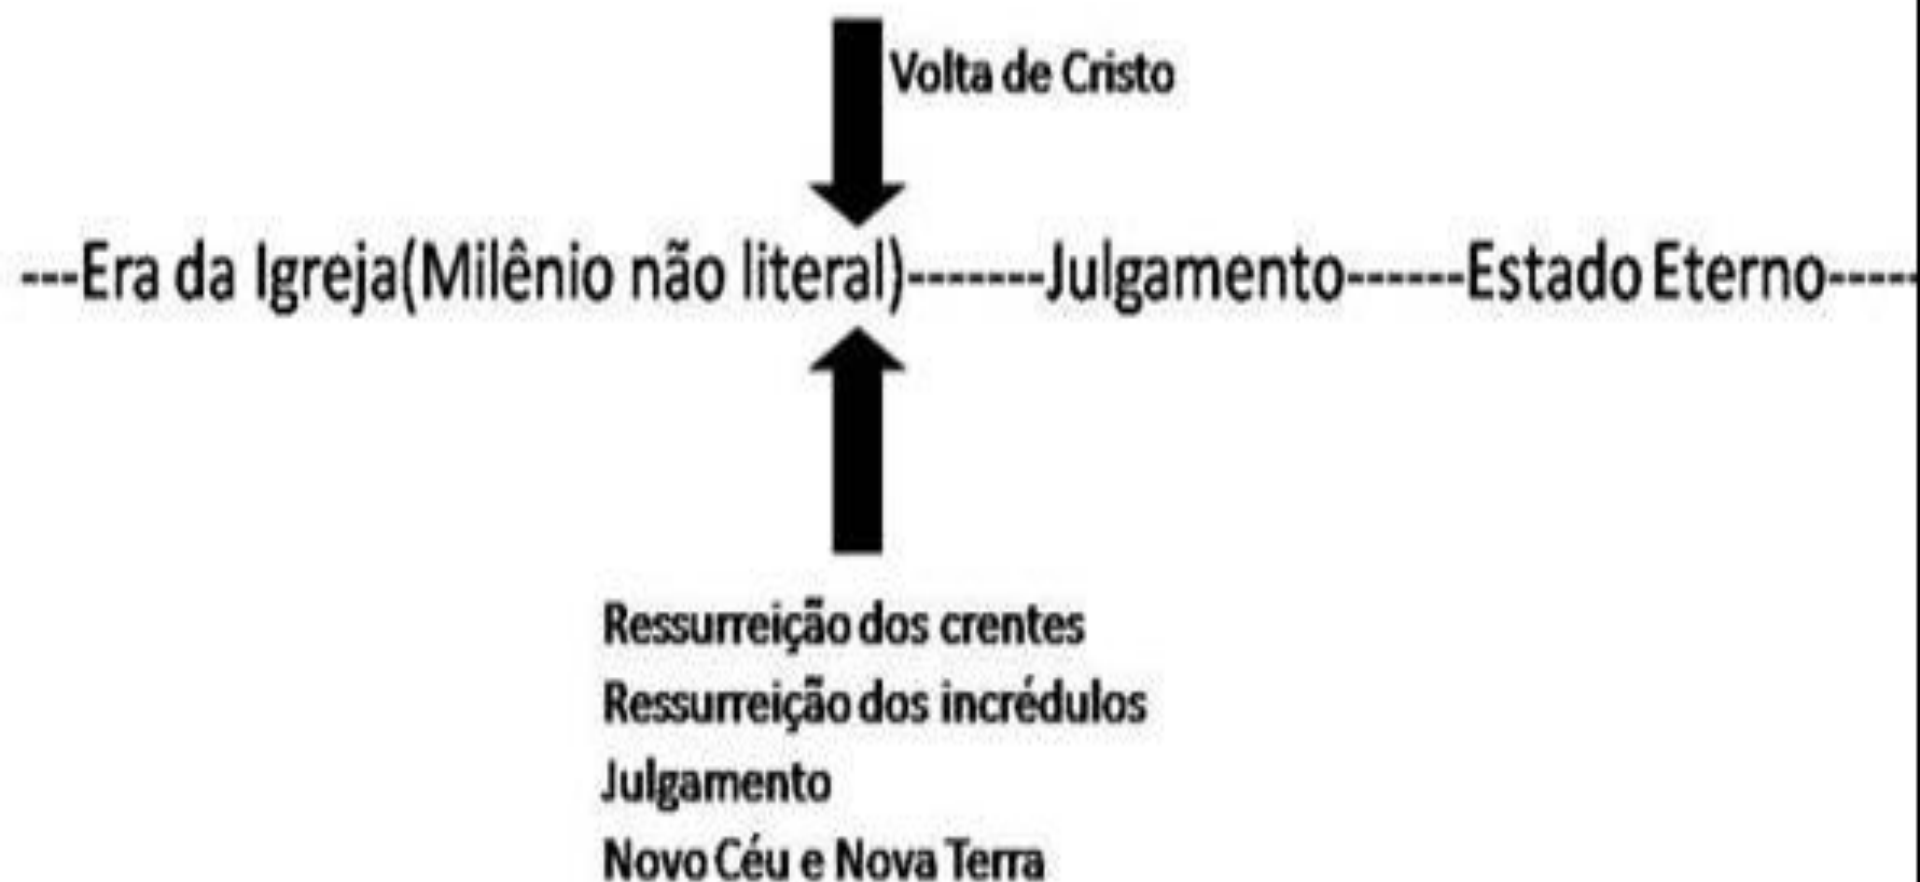 Volta de Cristo
---Era da Igreja(Milênio não literal)-------Julgamento------Estado Eterno-----
Ressurreição dos crentes
Ressurreição dos incrédulos
Julgamento
Novo Céu e Nova Terra